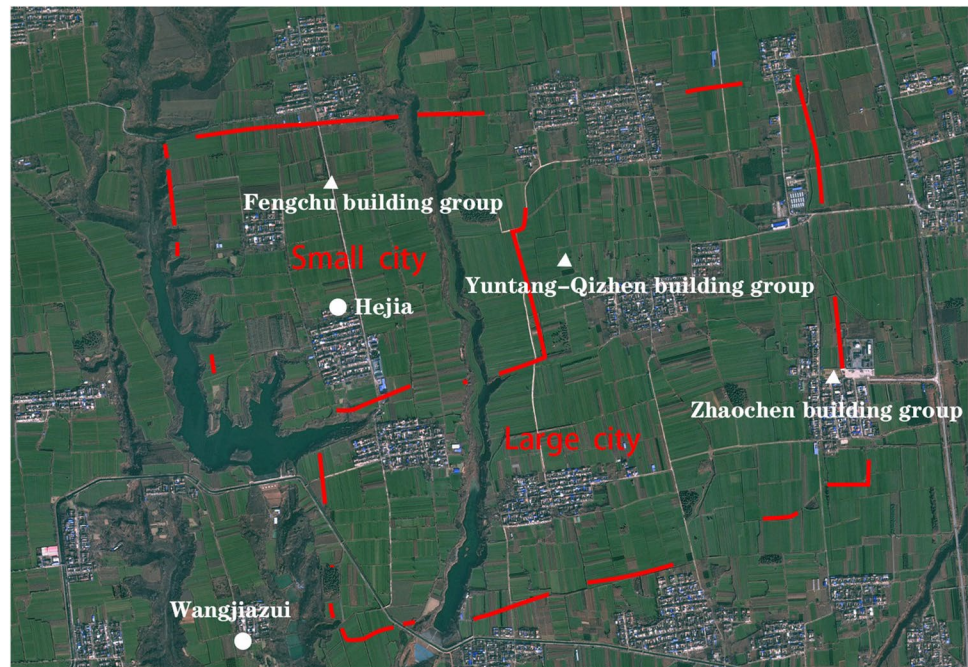 Fengchu building group
Small city
Yuntang-Qizhen building group
Hejia
Zhaochen building group
Large city
Wangjiazui